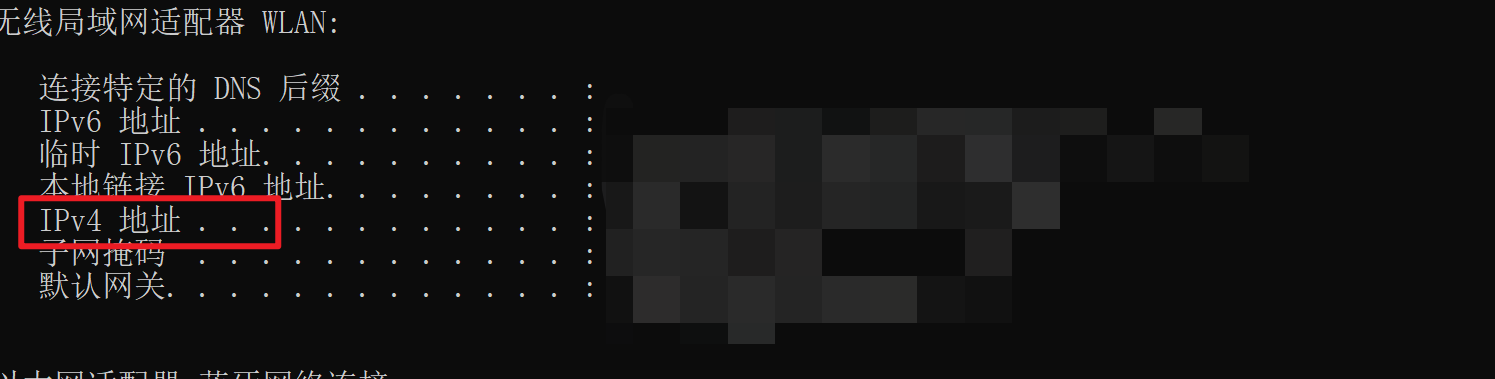 无线局域网适配器 WLAN:
连接特定的 DNS 后缀 . . . . . . . :
IPv6 地址 . . . . . . . . . . . . :
临时 IPv6 地址. . . . . . . . . . :
本地链接 IPv6 地址. . . . . . . . :
IPv4 地址 . . . . . . . . . . . . :
子网掩码  . . . . . . . . . . . . :
默认网关. . . . . . . . . . . . . :
以太网适配器 蓝牙网络连接